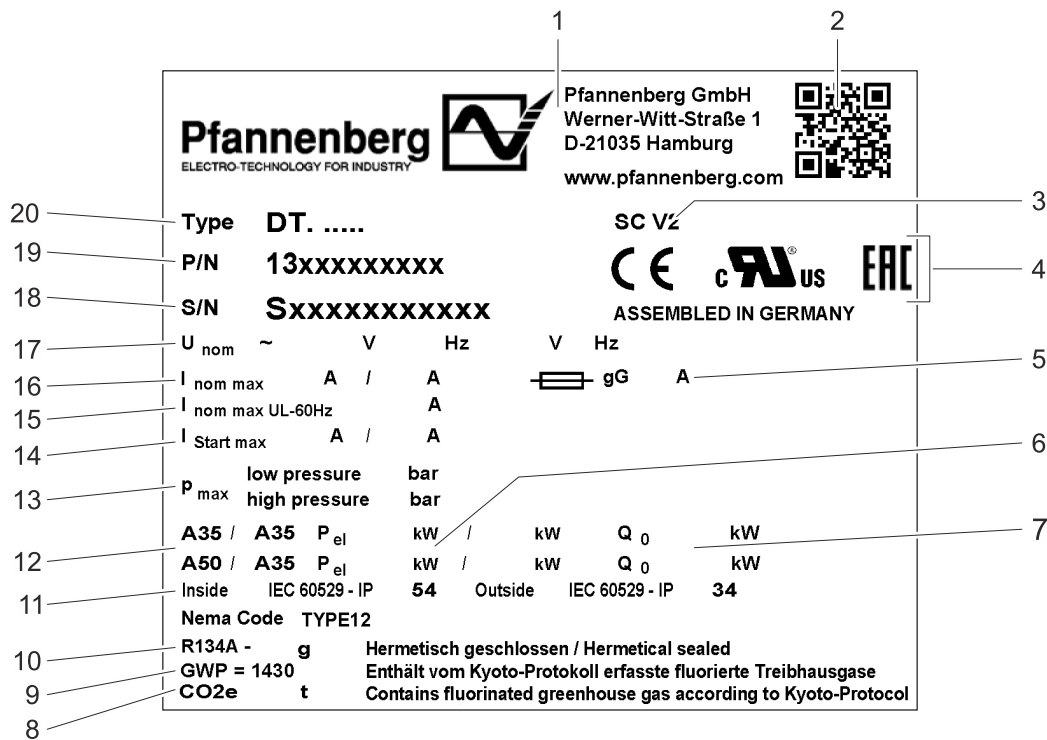 1
2
Pfannenberg
ELECTRO-TECHNOLOGY FOR INDUSTRY
Pfannenberg GmbH
Werner-Witt-Straße 1
D-21035 Hamburg
www.pfannenberg.com
20 Type DT. ..... SC V2 3
19 P/N 13xxxxxxxxx CE c RU ® US EAC 4
18 S/N Sxxxxxxxxxxx ASSEMBLED IN GERMANY
17 U nom ~ V Hz V Hz
16 I nom max A / A gG A 5
15 I nom max UL-60Hz A
14 I Start max A / A
6
13 p max low pressure bar
high pressure bar
12 A35 / A35 P el kW / kW Q 0 kW 7
A50 / A35 P el kW / kW Q 0 kW
11 Inside IEC 60529 - IP 54 Outside IEC 60529 - IP 34
Nema Code TYPE12
10 R134A - g Hermetisch geschlossen / Hermetical sealed
9 GWP = 1430 Enthält vom Kyoto-Protokoll erfasste fluorierte Treibhausgase
8 CO2e t Contains fluorinated greenhouse gas according to Kyoto-Protocol